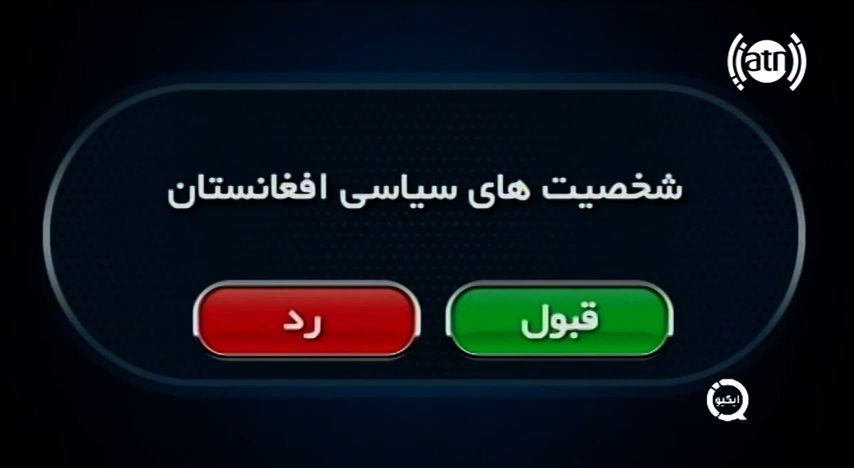 atn
شخصیت های سیاسی افغانستان
قبول
رد
ایکیو